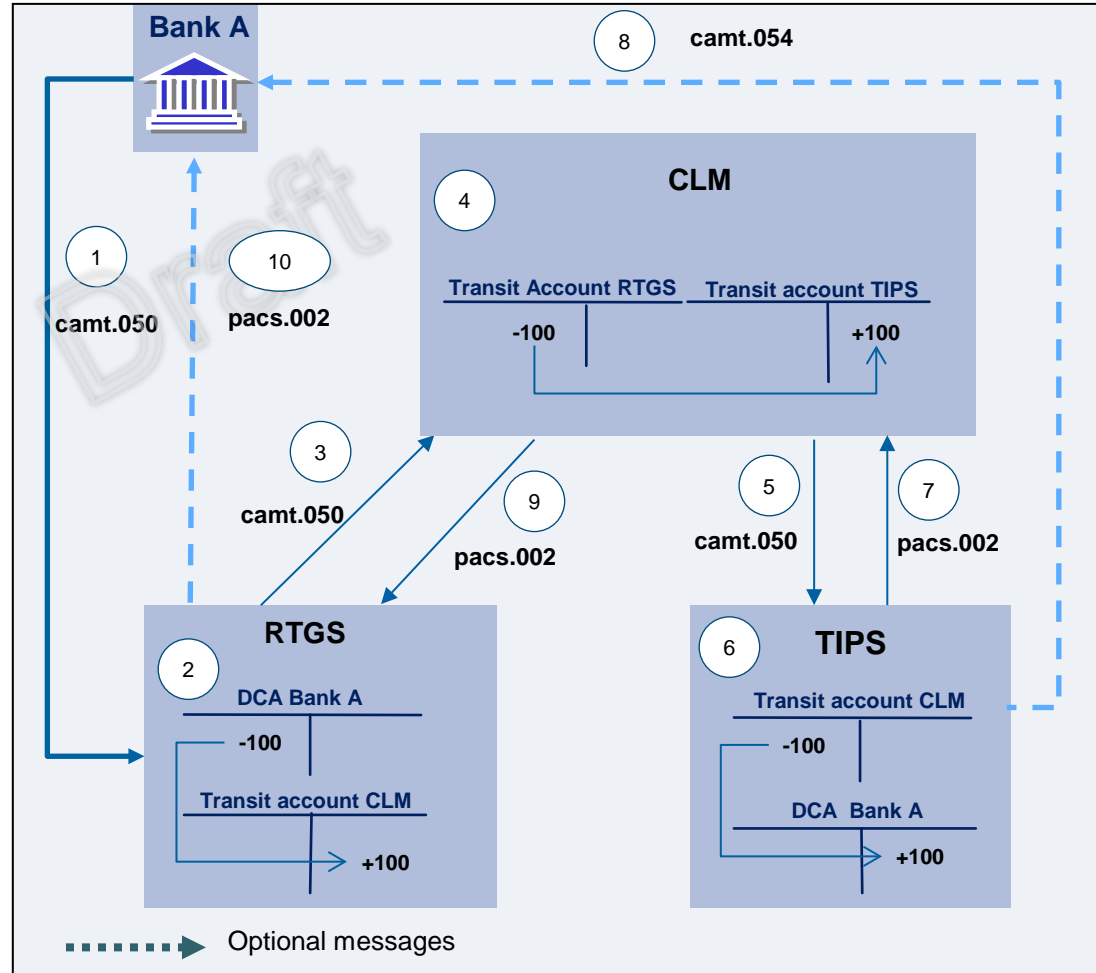 Bank A
8
camt.054
CLM
4
1
10
camt.050
pacs.002
Draft
Transit Account RTGS
Transit account TIPS
-100
+100
3
camt.050
9
pacs.002
5
camt.050
7
pacs.002
RTGS
2
DCA Bank A
-100
Transit account CLM
+100
TIPS
6
Transit account CLM
-100
DCA Bank A
+100
Optional messages